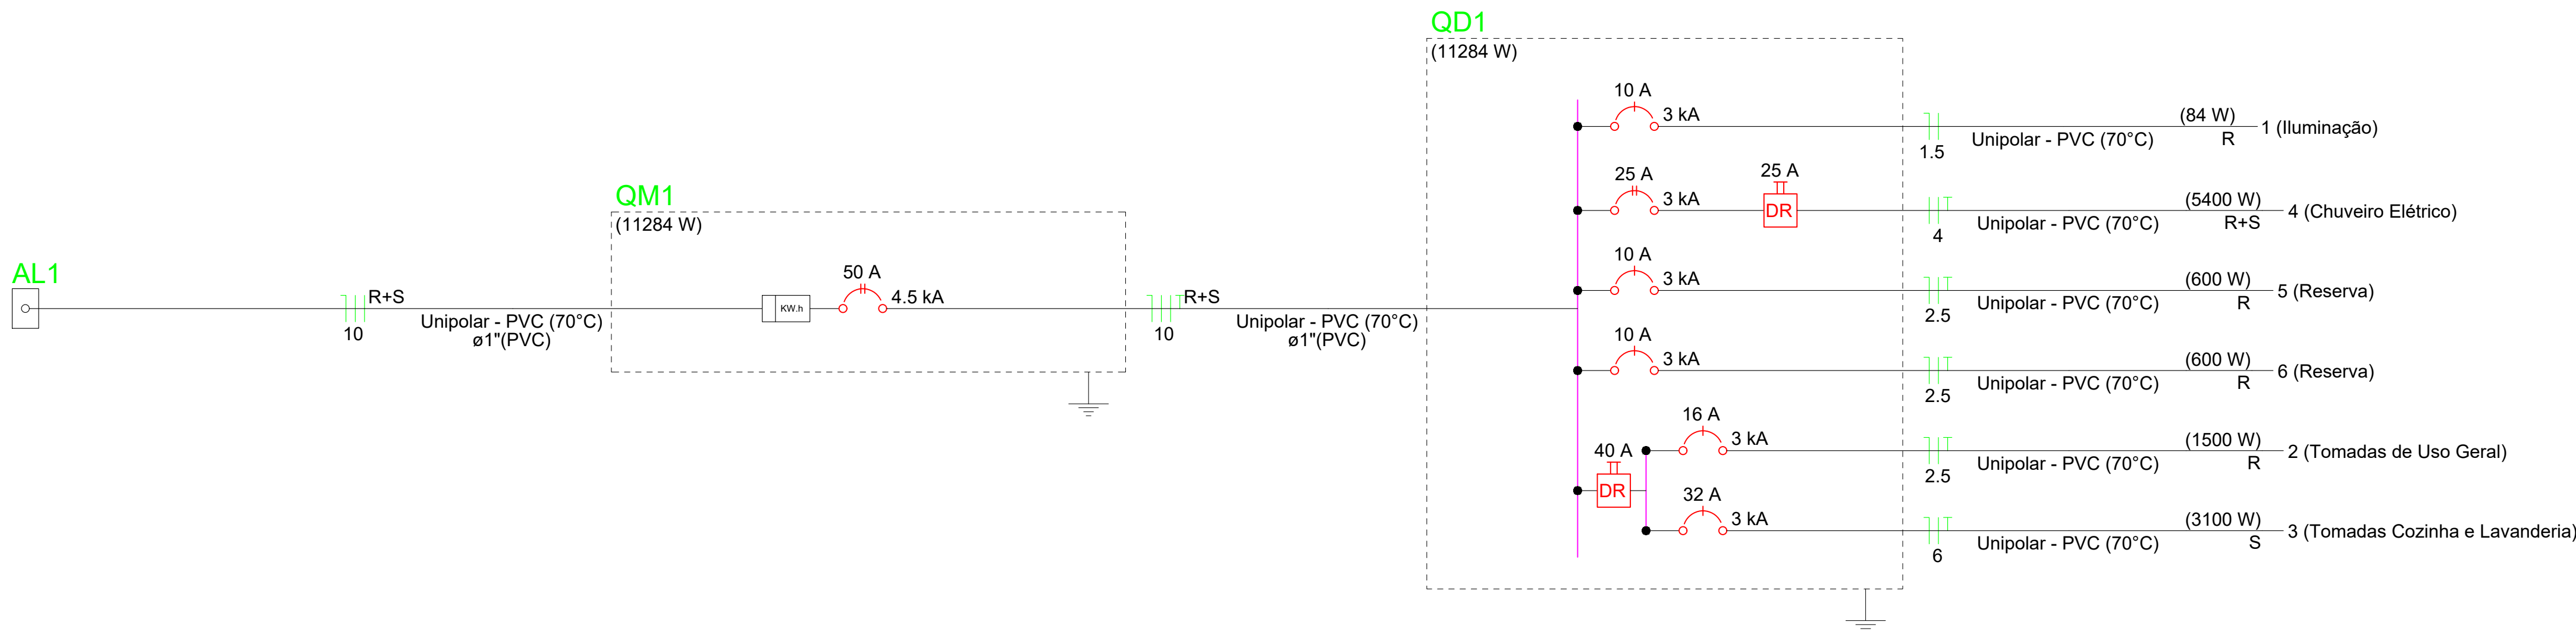 AL1
R+S
10
Unipolar - PVC (70°C)
ø1"(PVC)
QM1
(11284 W)
KW.h
50 A
4.5 kA
R+S
10
Unipolar - PVC (70°C)
ø1"(PVC)
QD1
(11284 W)
10 A
3 kA
1.5
Unipolar - PVC (70°C)
(84 W)
R
1 (Iluminação)
25 A
3 kA
25 A
DR
4
Unipolar - PVC (70°C)
(5400 W)
R+S
4 (Chuveiro Elétrico)
10 A
3 kA
2.5
Unipolar - PVC (70°C)
(600 W)
R
5 (Reserva)
10 A
3 kA
2.5
Unipolar - PVC (70°C)
(600 W)
R
6 (Reserva)
40 A
DR
16 A
3 kA
2.5
Unipolar - PVC (70°C)
(1500 W)
R
2 (Tomadas de Uso Geral)
32 A
3 kA
6
Unipolar - PVC (70°C)
(3100 W)
S
3 (Tomadas Cozinha e Lavanderia)